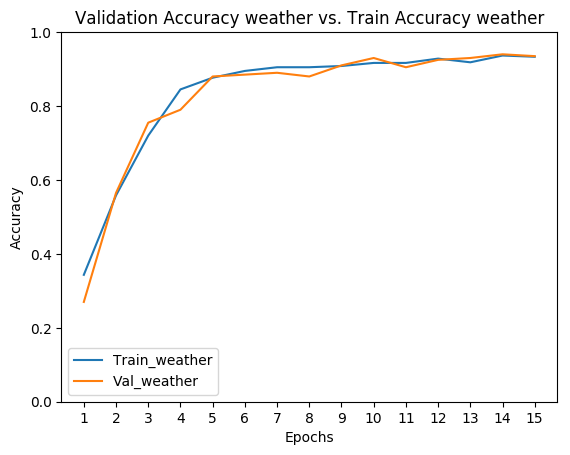 Validation Accuracy weather vs. Train Accuracy weather
1.0
0.8
0.6
0.4
0.2
0.0
Accuracy
Train_weather
Val_weather
1 2 3 4 5 6 7 8 9 10 11 12 13 14 15
Epochs